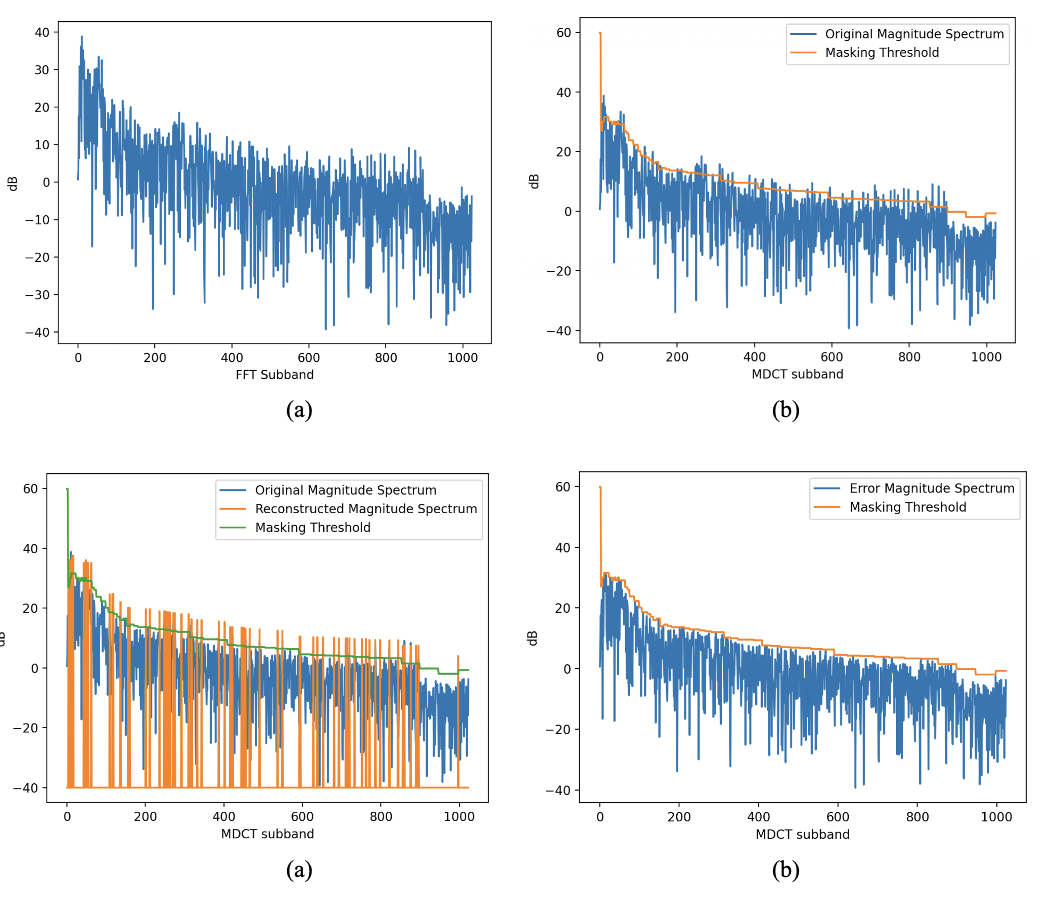 40
30
20
10
0
−10
−20
−30
−40
dB
0 200 400 600 800 1000
FFT Subband
(a)
60
40
20
0
−20
−40
dB
Original Magnitude Spectrum
Masking Threshold
0 200 400 600 800 1000
MDCT subband
(b)
60
40
20
0
−20
−40
dB
Original Magnitude Spectrum
Reconstructed Magnitude Spectrum
Masking Threshold
0 200 400 600 800 1000
MDCT subband
(a)
60
40
20
0
−20
−40
dB
Error Magnitude Spectrum
Masking Threshold
0 200 400 600 800 1000
MDCT subband
(b)